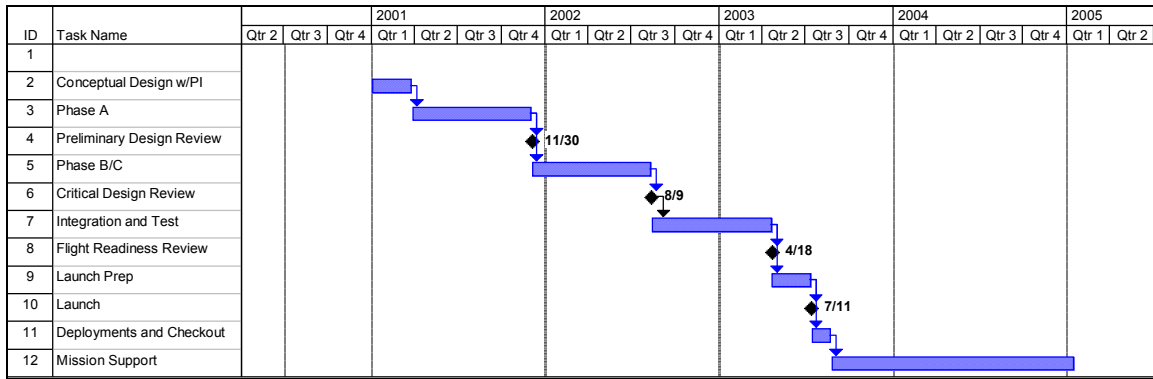 2001 2002 2003 2004 2005
ID Task Name Qtr 2 Qtr 3 Qtr 4 Qtr 1 Qtr 2 Qtr 3 Qtr 4 Qtr 1 Qtr 2 Qtr 3 Qtr 4 Qtr 1 Qtr 2 Qtr 3 Qtr 4 Qtr 1 Qtr 2 Qtr 3 Qtr 4 Qtr 1 Qtr 2
1
2 Conceptual Design w/PI
3 Phase A
4 Preliminary Design Review 11/30
5 Phase B/C
6 Critical Design Review 8/9
7 Integration and Test
8 Flight Readiness Review 4/18
9 Launch Prep
10 Launch 7/11
11 Deployments and Checkout
12 Mission Support